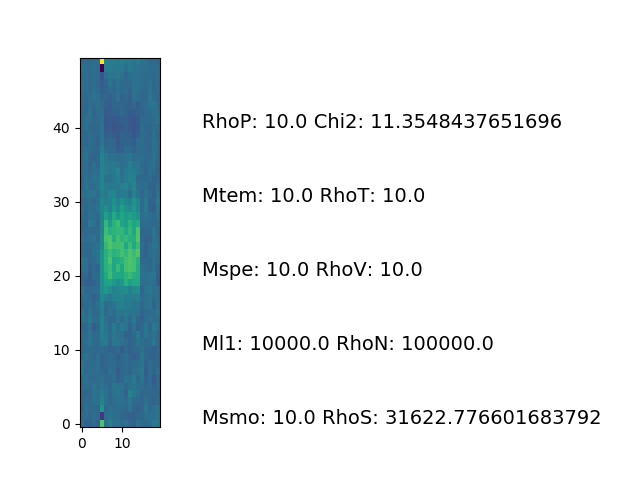 RhoP: 10.0 Chi2: 11.3548437651696
Mtem: 10.0 RhoT: 10.0
Mspe: 10.0 RhoV: 10.0
Ml1: 10000.0 RhoN: 100000.0
Msmo: 10.0 RhoS: 31622.776601683792
40
30
20
10
0
0 10